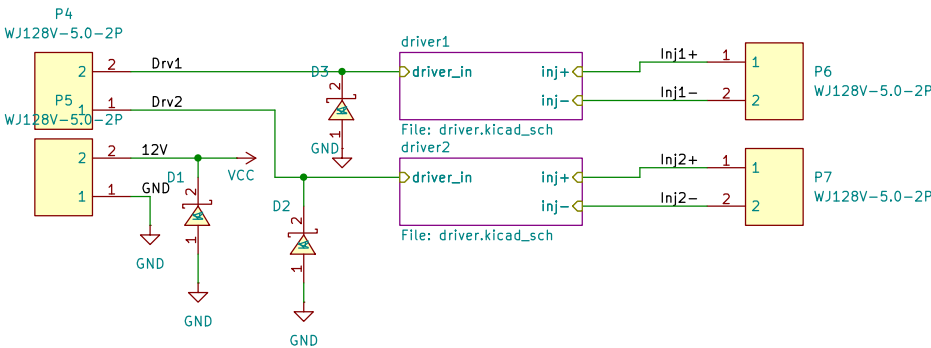 P4
WJ128V-5.0-2P
2
2
Drv1
1
1
Drv2
P5
WJ128V-5.0-2P
2
2
12V
1
1
GND
GND
VCC
D1
2
1
KA
GND
D2
2
1
KA
GND
D3
2
1
KA
GND
driver1
driver_in
inj+
inj-
File: driver.kicad_sch
driver2
driver_in
inj+
inj-
File: driver.kicad_sch
Inj1+
1
1
Inj1-
2
2
P6
WJ128V-5.0-2P
Inj2+
1
1
Inj2-
2
2
P7
WJ128V-5.0-2P